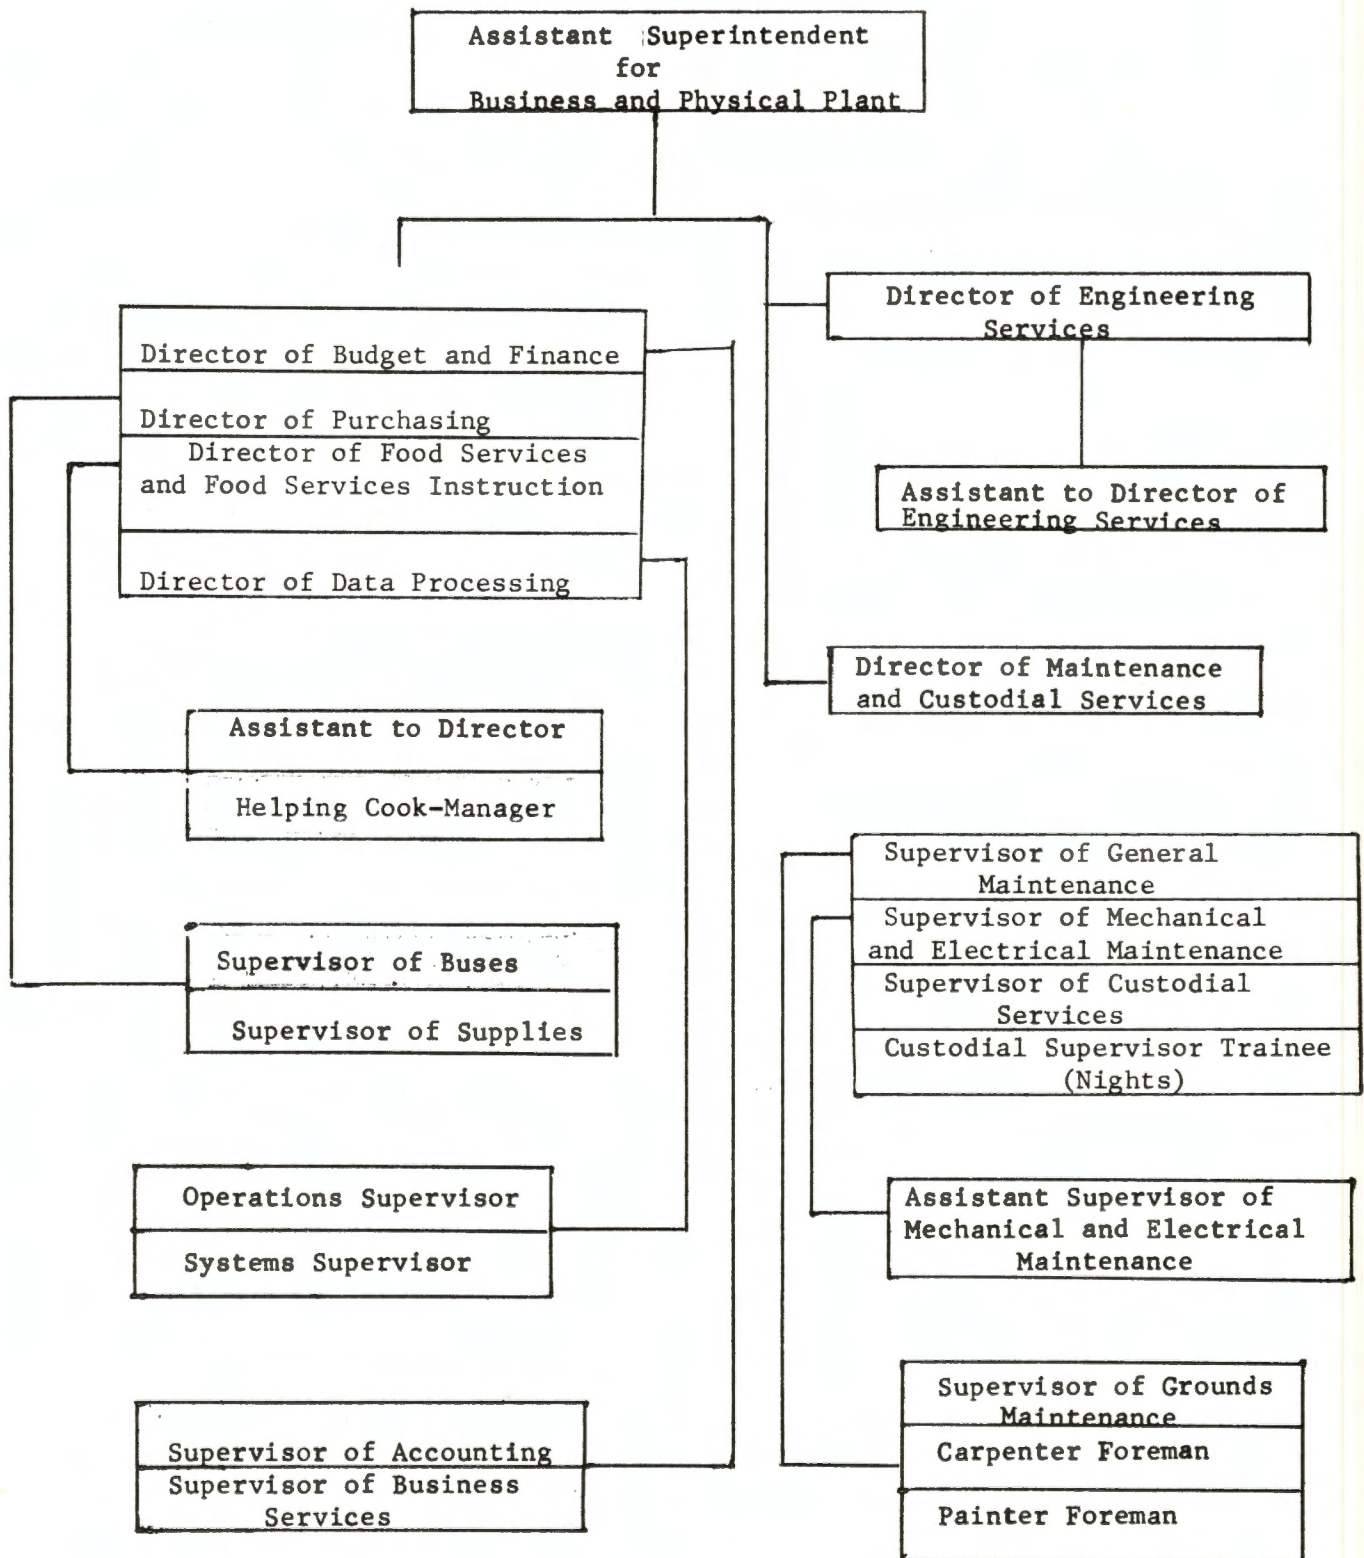 Assistant Superintendent
for
Business and Physical Plant
Director of Budget and Finance
Director of Purchasing
Director of Food Services
and Food Services Instruction
Director of Data Processing
Director of Engineering
Services
Assistant to Director of
Engineering Services
Director of Maintenance
and Custodial Services
Assistant to Director
Helping Cook-Manager
Supervisor of Buses
Supervisor of Supplies
Operations Supervisor
Systems Supervisor
Supervisor of Accounting
Supervisor of Business
Services
Supervisor of General
Maintenance
Supervisor of Mechanical
and Electrical Maintenance
Supervisor of Custodial
Services
Custodial Supervisor Trainee
(Nights)
Assistant Supervisor of
Mechanical and Electrical
Maintenance
Supervisor of Grounds
Maintenance
Carpenter Foreman
Painter Foreman